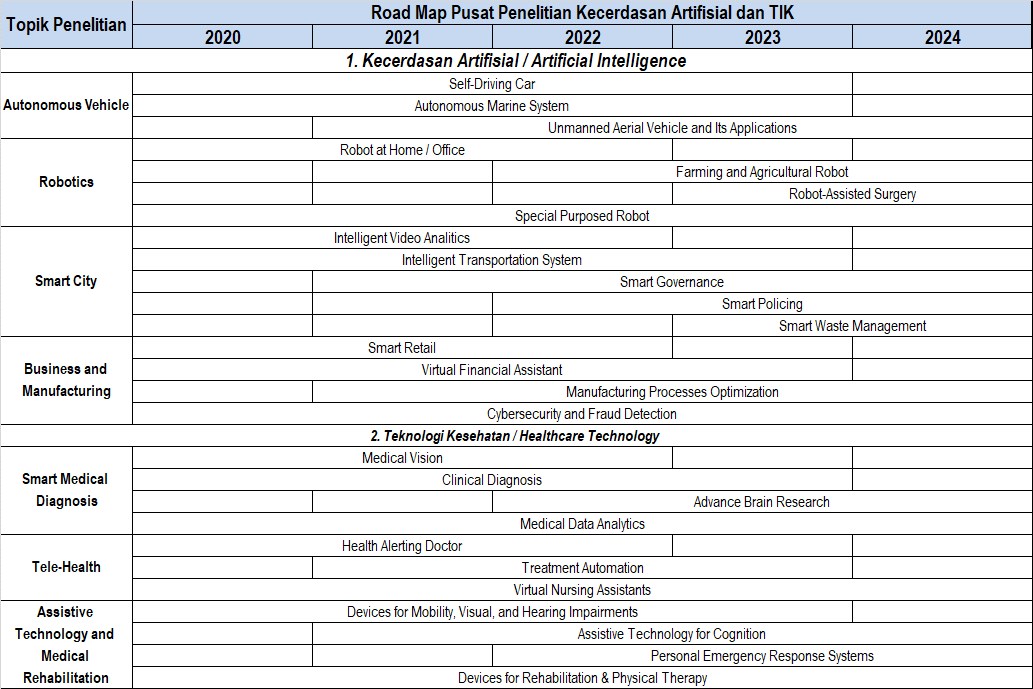 Topik Penelitian
Road Map Pusat Penelitian Kecerdasan Artifisial dan TIK
2020 2021 2022 2023 2024
1. Kecerdasan Artifisial / Artificial Intelligence
Autonomous Vehicle
Self-Driving Car
Autonomous Marine System
Unmanned Aerial Vehicle and Its Applications
Robotics
Robot at Home / Office
Farming and Agricultural Robot
Robot-Assisted Surgery
Special Purposed Robot
Smart City
Intelligent Video Analitics
Intelligent Transportation System
Smart Governance
Smart Policing
Smart Waste Management
Business and
Manufacturing
Smart Retail
Virtual Financial Assistant
Manufacturing Processes Optimization
Cybersecurity and Fraud Detection
2. Teknologi Kesehatan / Healthcare Technology
Smart Medical
Diagnosis
Medical Vision
Clinical Diagnosis
Advance Brain Research
Medical Data Analytics
Tele-Health
Health Alerting Doctor
Treatment Automation
Virtual Nursing Assistants
Assistive
Technology and
Medical
Rehabilitation
Devices for Mobility, Visual, and Hearing Impairments
Assistive Technology for Cognition
Personal Emergency Response Systems
Devices for Rehabilitation & Physical Therapy